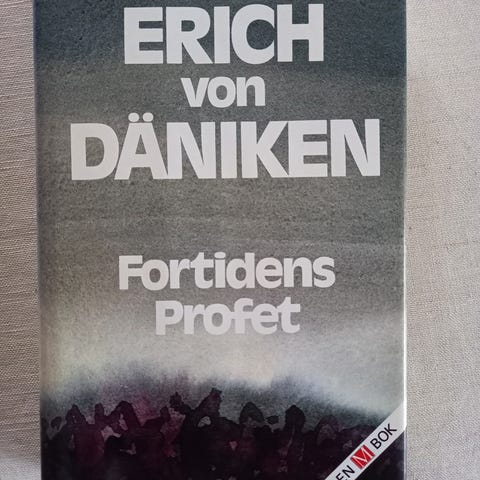 ERICH
von
DÄNIKEN
Fortidens
Profet
EN M BOK